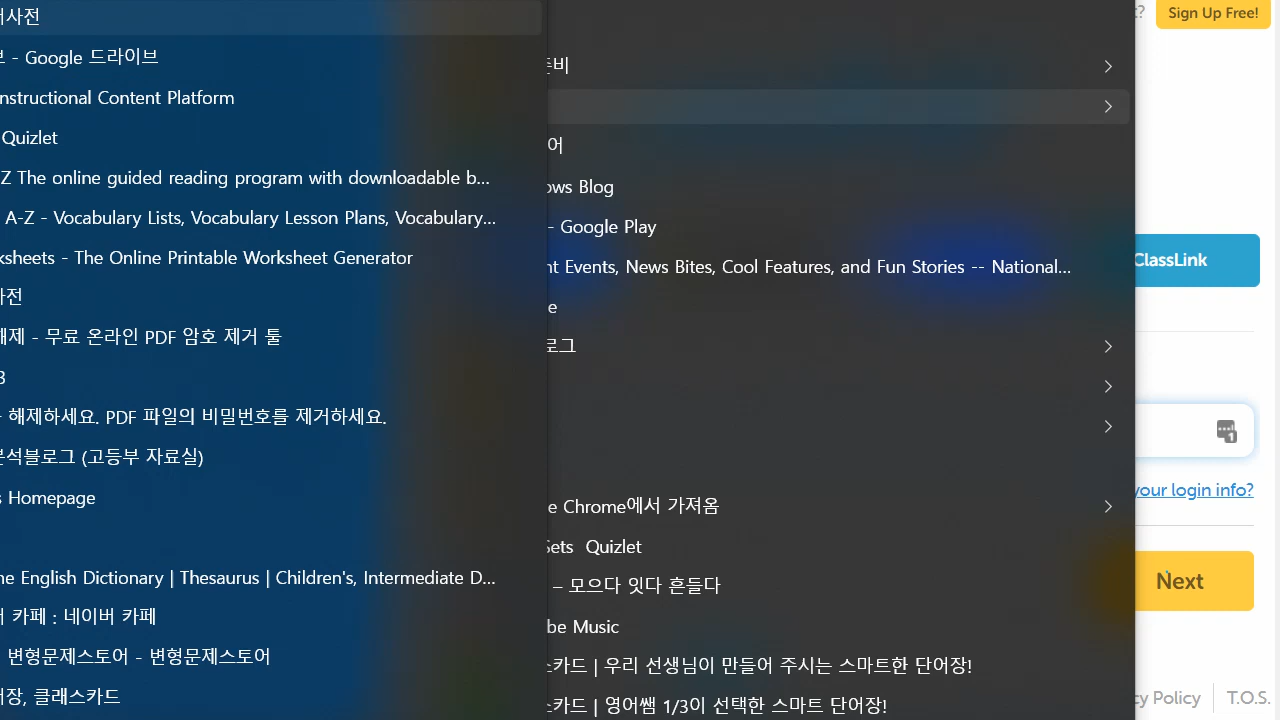 사전
- Google 드라이브
Instructional Content Platform
Quizlet
Z The online guided reading program with downloadable b...
A-Z - Vocabulary Lists, Vocabulary Lesson Plans, Vocabulary...
ksheets - The Online Printable Worksheet Generator
사전
해제 - 무료 온라인 PDF 암호 제거 툴
3
해제하세요. PDF 파일의 비밀번호를 제거하세요.
분석블로그 (고등부 자료실)
s Homepage
ne English Dictionary | Thesaurus | Children's, Intermediate D...
카페 : 네이버 카페
변형문제스토어 - 변형문제스토어
장, 클래스카드
준비
어
ows Blog
- Google Play
nt Events, News Bites, Cool Features, and Fun Stories -- National...
e
로그
e Chrome에서 가져옴
Sets Quizlet
– 모으다 잇다 흔들다
be Music
스카드 | 우리 선생님이 만들어 주시는 스마트한 단어장!
스카드 | 영어쌤 1/3이 선택한 스마트 단어장!
?
Sign Up Free!
ClassLink
1
your login info?
Next
cy Policy
T.O.S.